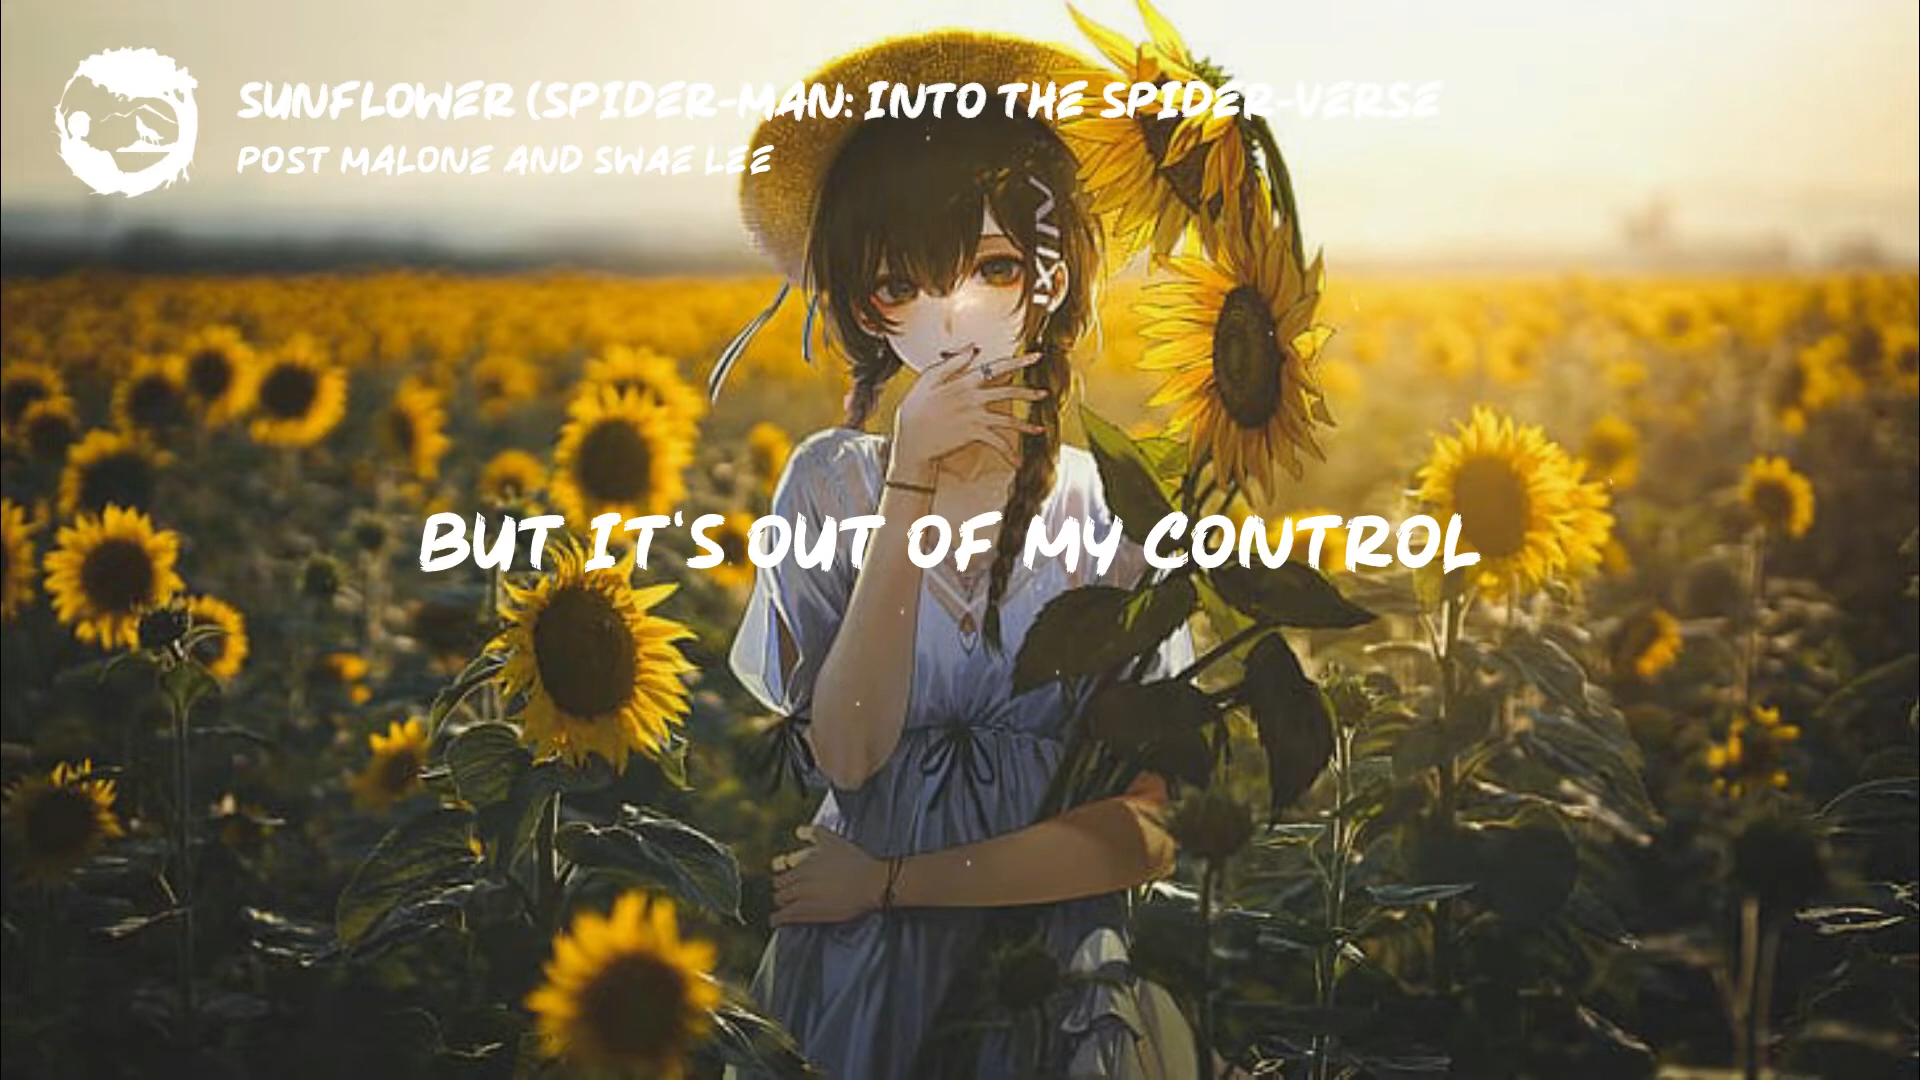 SUNFLOWER (SPIDER-MAN: INTO THE SPIDER-VERSE
POST MALONE AND SWAE LEE
BUT IT'S OUT OF MY CONTROL